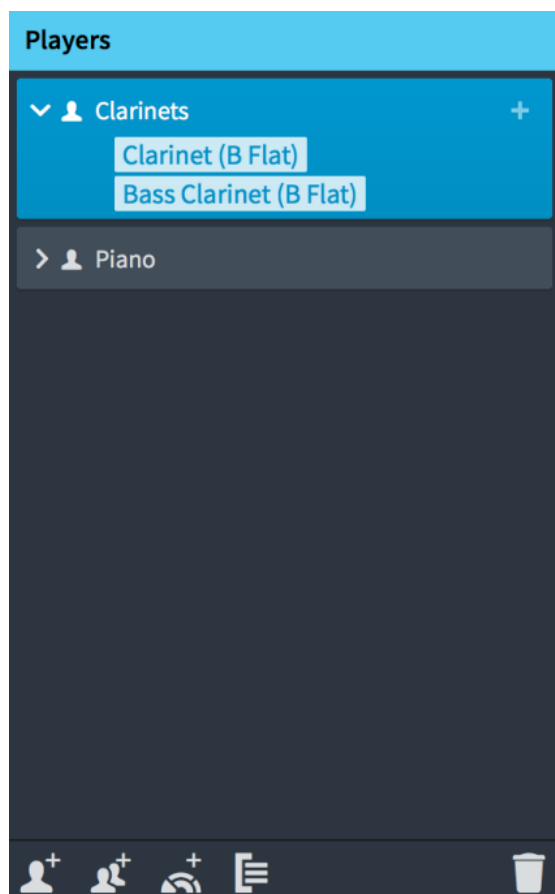 Players
Clarinets
Clarinet (B Flat)
Bass Clarinet (B Flat)
Piano